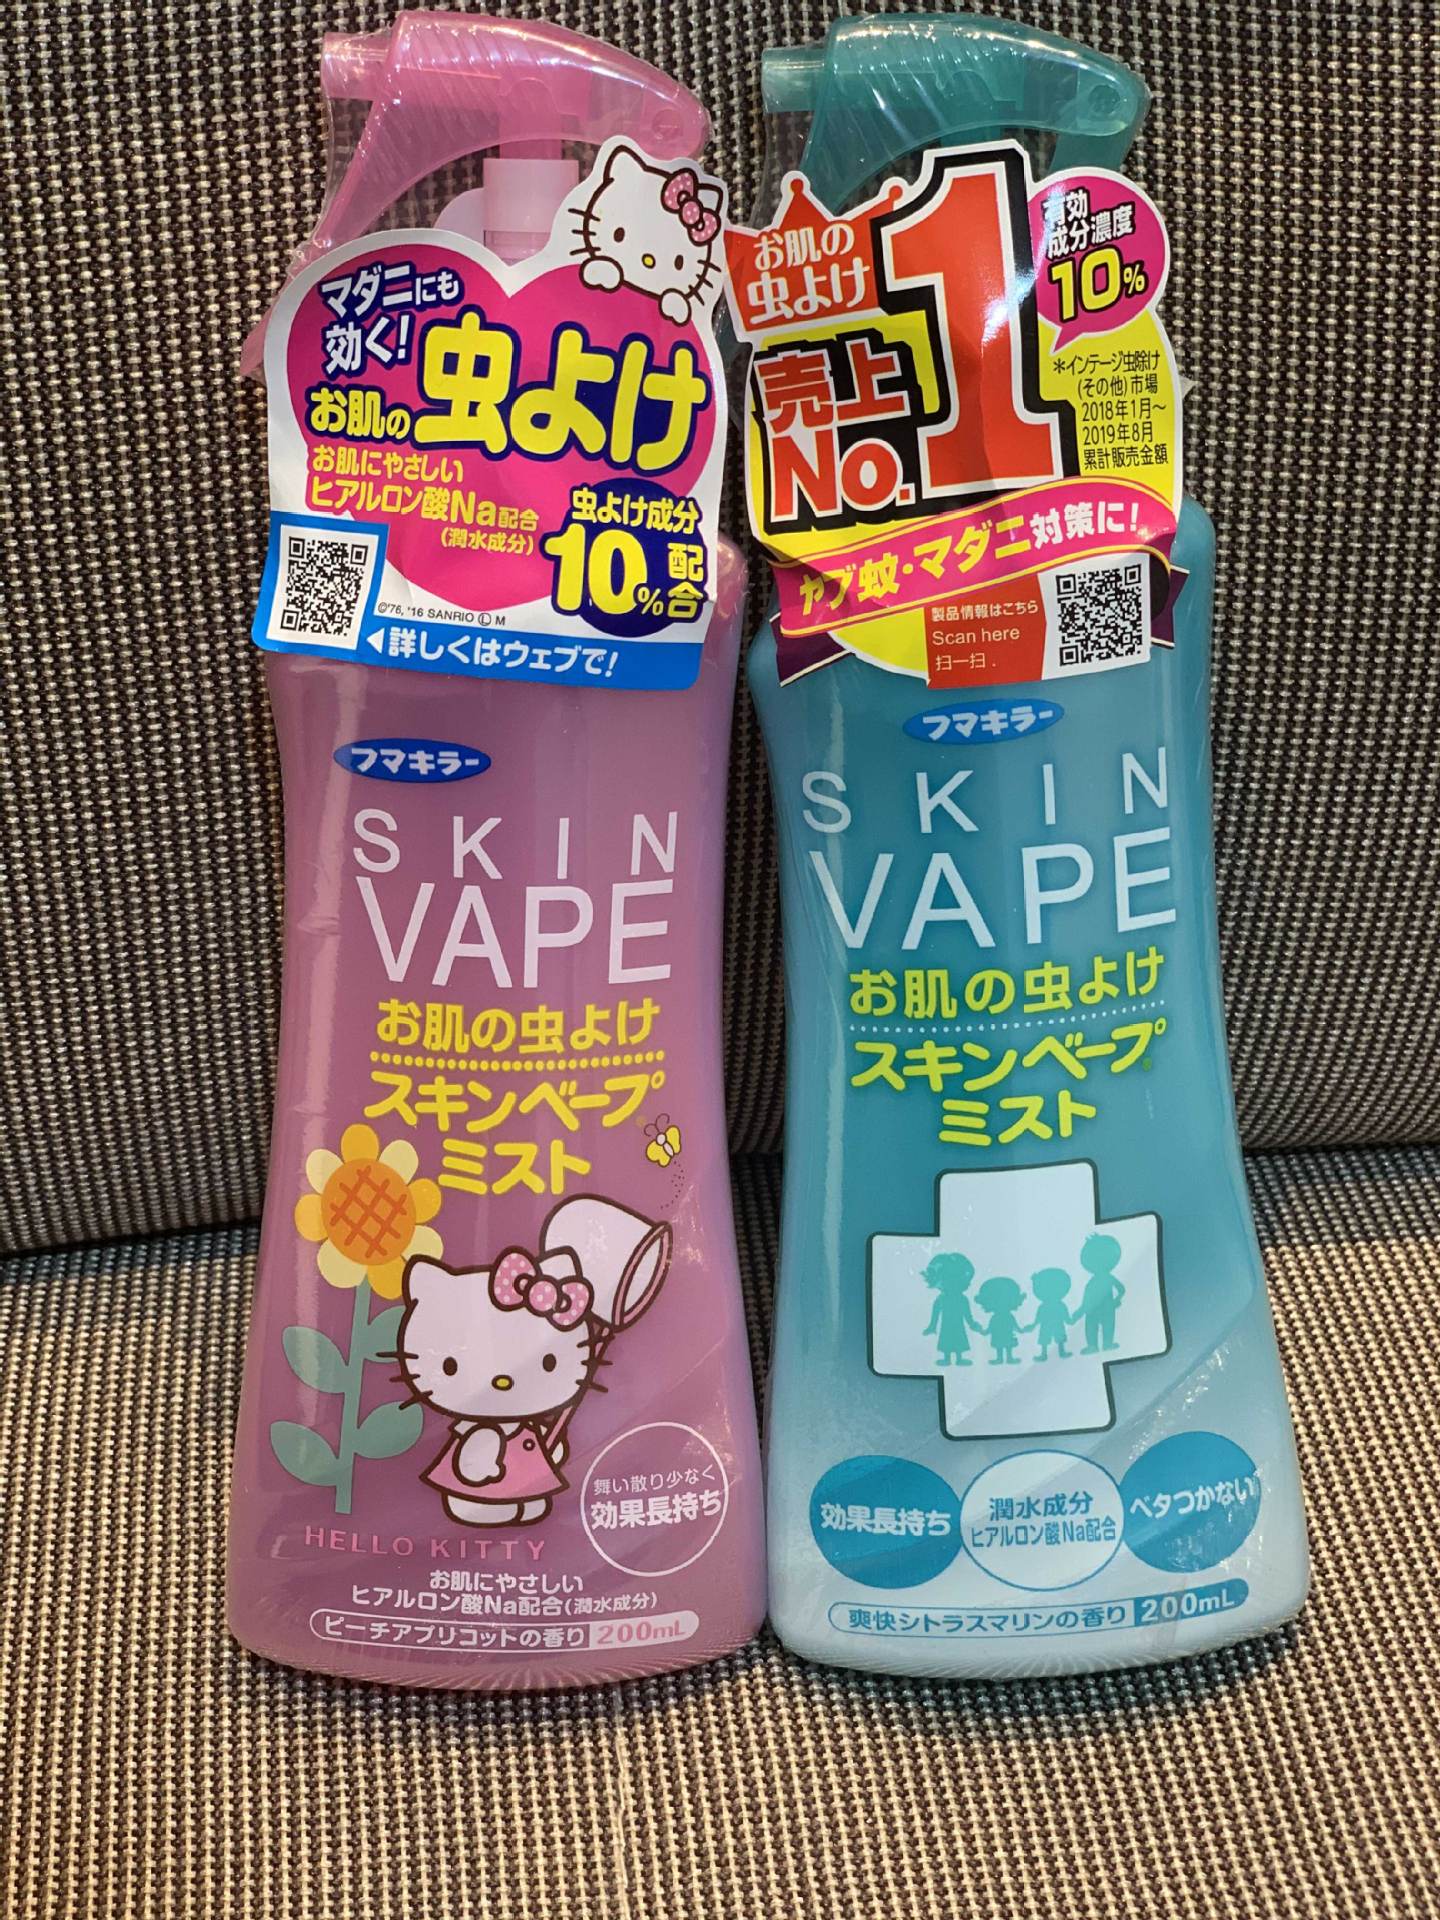 マダニにも
効く!
お肌の虫よけ
お肌にやさしい
ヒアルロン酸Na配合
(潤水成分)
虫よけ成分
10%配合
©'76, '16 SANRIO Ⓛ M
◀詳しくはウェブで!
フマキラー
SKIN
VAPE
お肌の虫よけ
スキンベープ®
ミスト
舞い散り少なく
効果長持ち
HELLO KITTY
お肌にやさしい
ヒアルロン酸Na配合(潤水成分)
ピーチアプリコットの香り 200mL
お肌の
虫よけ
売上
No.1
有効
成分濃度
10%
*インテージ虫除け
(その他)市場
2018年1月～
2019年8月
累計販売金額
ヤブ蚊・マダニ対策に!
製品情報はこちら
Scan here
扫一扫.
フマキラー
SKIN
VAPE
お肌の虫よけ
スキンベープ®
ミスト
効果長持ち
潤水成分
ヒアルロン酸Na配合
ベタつかない
爽快シトラスマリンの香り 200mL